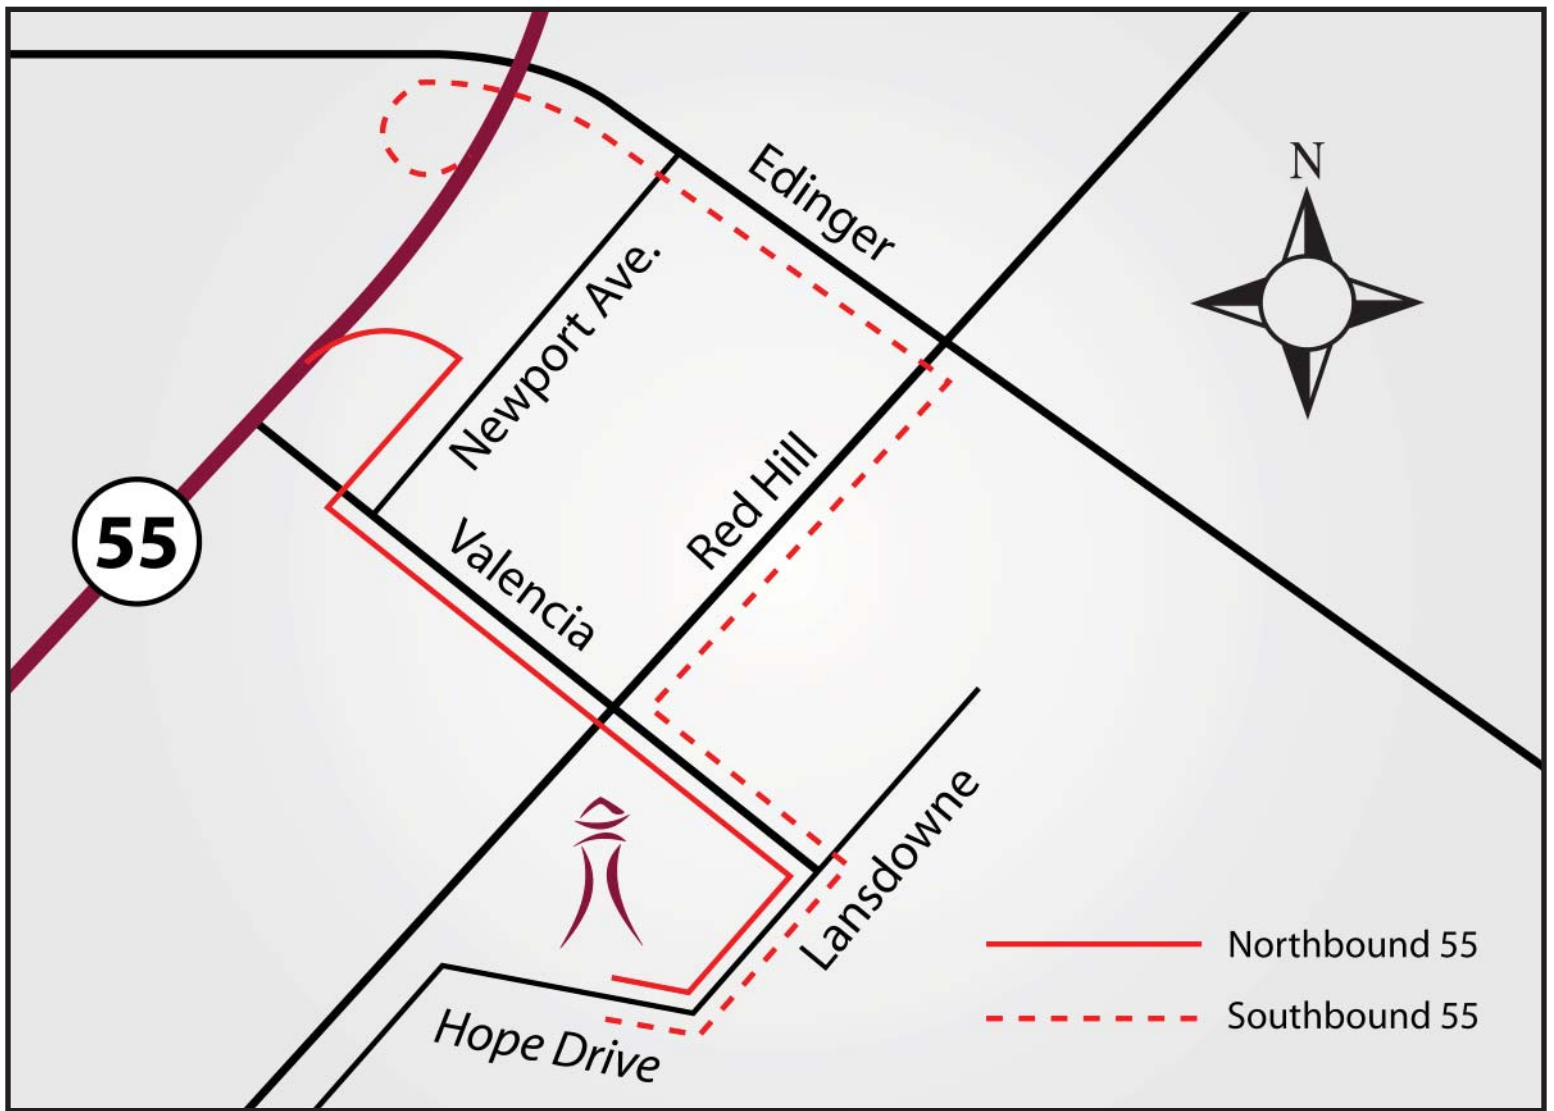 N
Edinger
Newport Ave.
Red Hill
55
Valencia
Lansdowne
Northbound 55
Southbound 55
Hope Drive